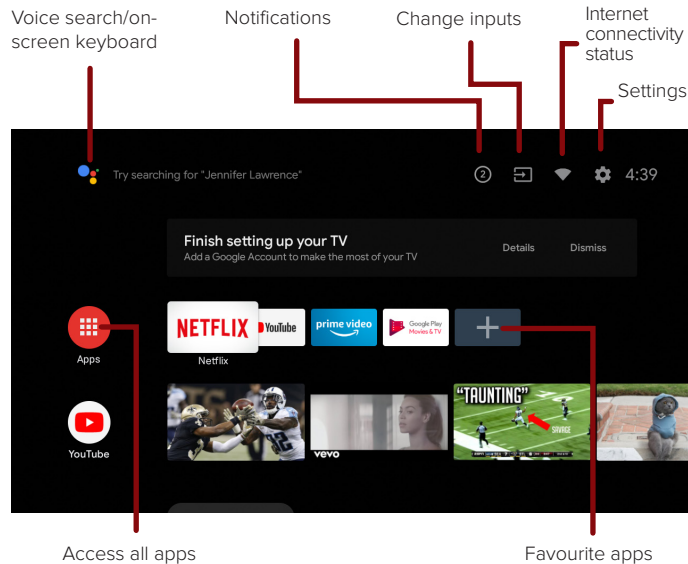 Voice search/on-
screen keyboard
Notifications
Change inputs
Internet
connectivity
status
Settings
Try searching for "Jennifer Lawrence"
2
4:39
Finish setting up your TV
Add a Google Account to make the most of your TV
Details
Dismiss
NETFLIX
YouTube
prime video
Google Play
Movies & TV
Apps
Netflix
"TAUNTING"
SAVAGE
vevo
YouTube
Access all apps
Favourite apps